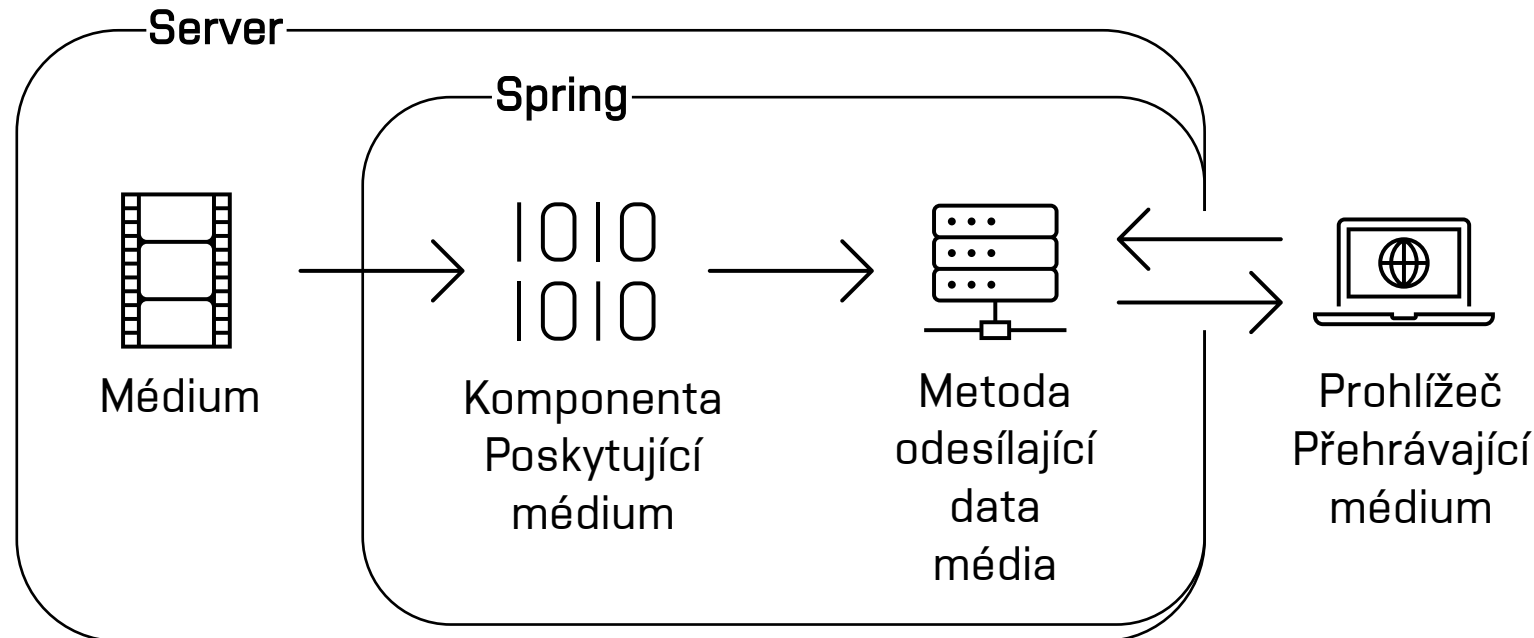 Server
Spring
Médium
Komponenta
Poskytující
médium
Metoda
odesílající
data
média
Prohlížeč
Přehrávající
médium